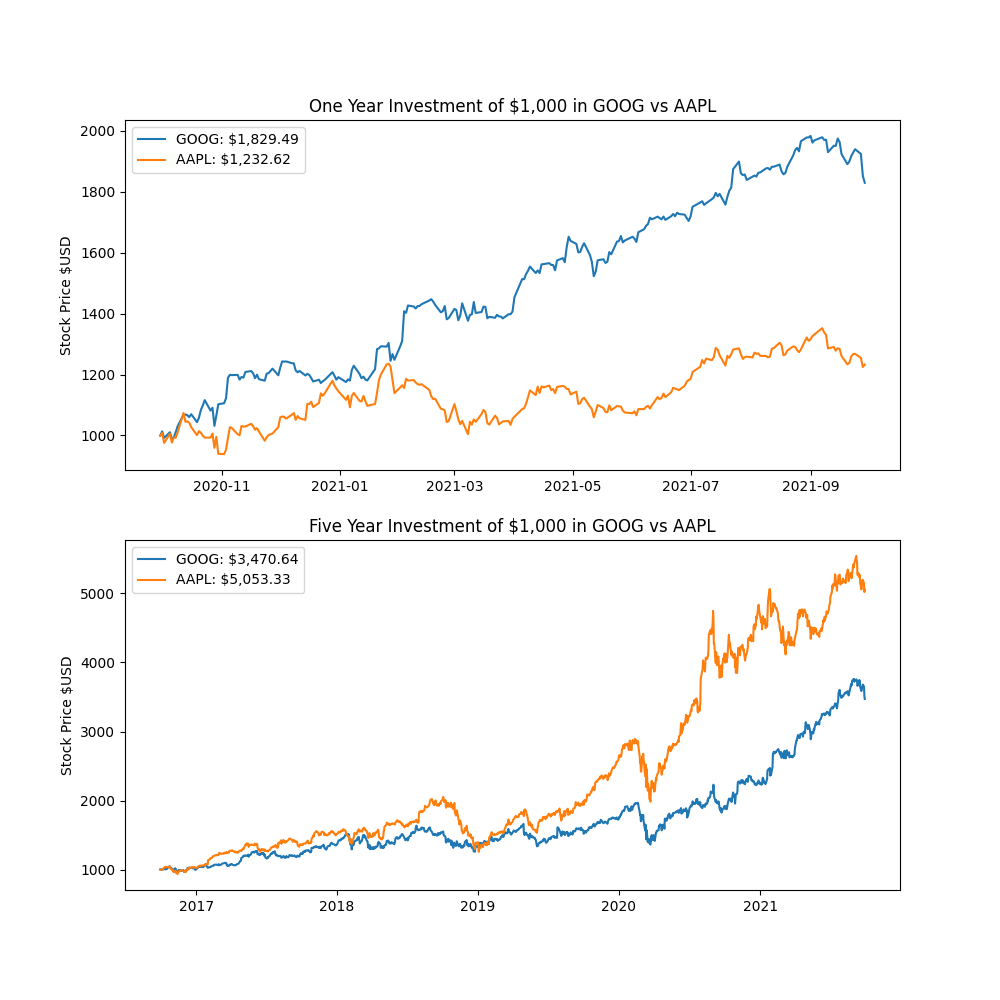 One Year Investment of $1,000 in GOOG vs AAPL
GOOG: $1,829.49
AAPL: $1,232.62
Stock Price $USD
2000
1800
1600
1400
1200
1000
2020-11 2021-01 2021-03 2021-05 2021-07 2021-09
Five Year Investment of $1,000 in GOOG vs AAPL
GOOG: $3,470.64
AAPL: $5,053.33
Stock Price $USD
5000
4000
3000
2000
1000
2017 2018 2019 2020 2021